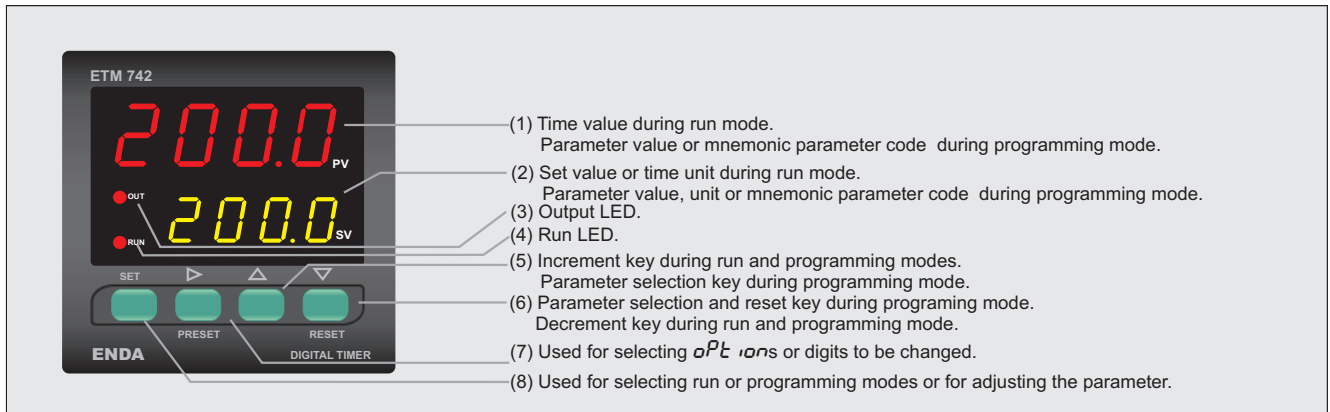 ETM 742
200.0
PV
OUT
200.0
SV
RUN
SET
PRESET
RESET
ENDA
DIGITAL TIMER
(1) Time value during run mode.
Parameter value or mnemonic parameter code during programming mode.
(2) Set value or time unit during run mode.
Parameter value, unit or mnemonic parameter code during programming mode.
(3) Output LED.
(4) Run LED.
(5) Increment key during run and programming modes.
Parameter selection key during programming mode.
(6) Parameter selection and reset key during programing mode.
Decrement key during run and programming mode.
(7) Used for selecting oPtions or digits to be changed.
(8) Used for selecting run or programming modes or for adjusting the parameter.